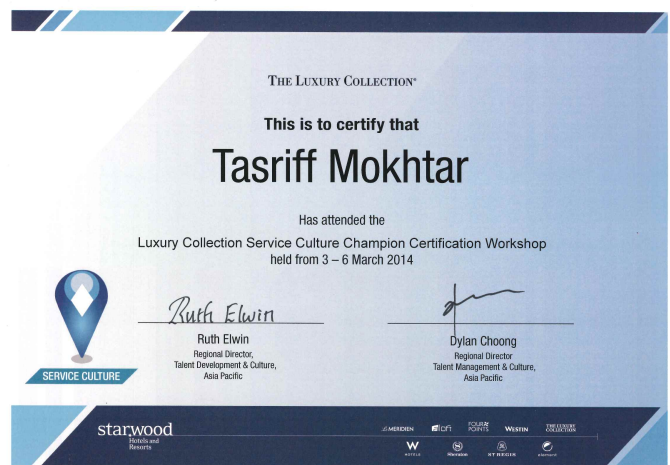 THE LUXURY COLLECTION®
This is to certify that
Tasriff Mokhtar
Has attended the
Luxury Collection Service Culture Champion Certification Workshop
held from 3 – 6 March 2014
Ruth Elwin
Ruth Elwin
Regional Director,
Talent Development & Culture,
Asia Pacific
Dylan Choong
Regional Director
Talent Management & Culture,
Asia Pacific
SERVICE CULTURE
starwood
Hotels and
Resorts
LE MERIDIEN aloft FOUR POINTS WESTIN THE LUXURY COLLECTION
W HOTELS Sheraton ST REGIS element